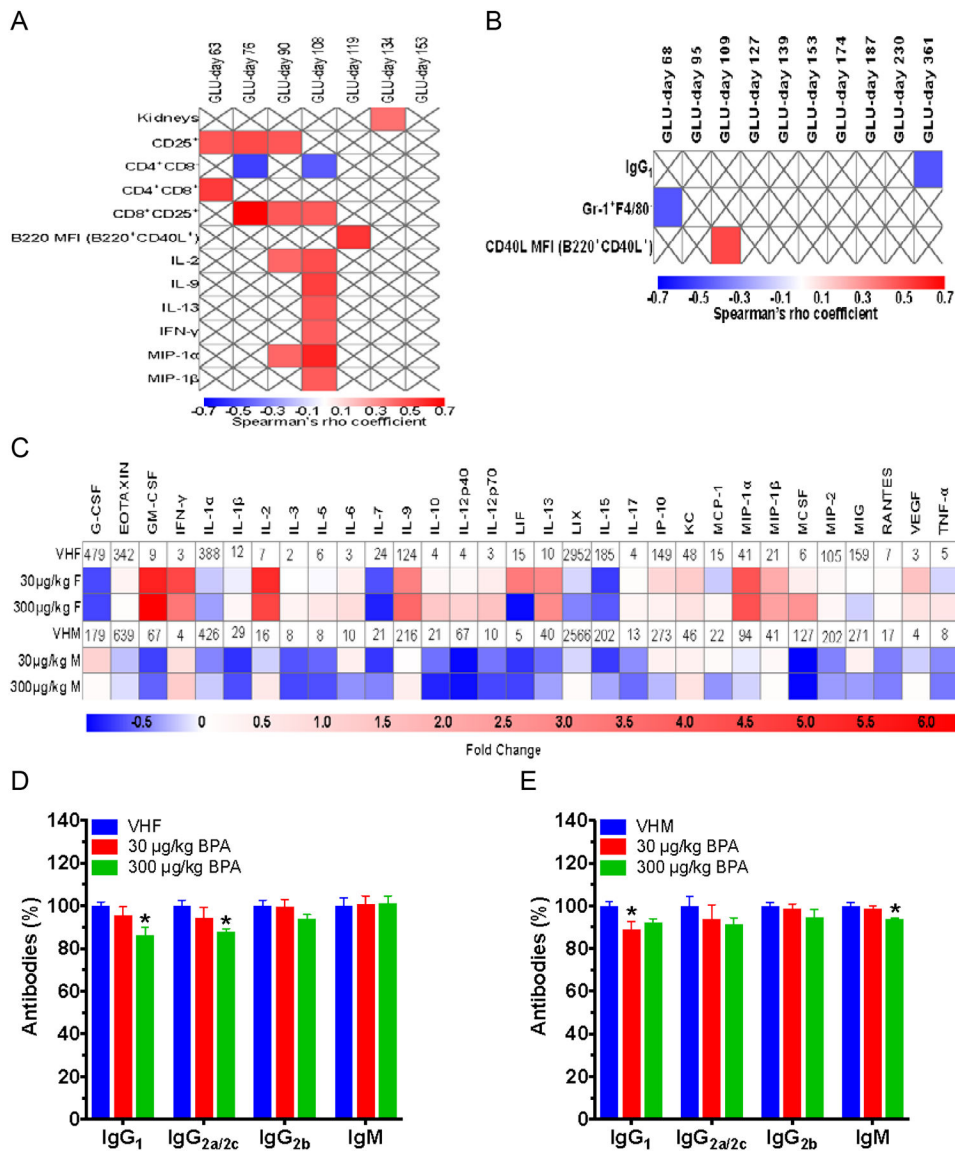 A
GLU-day 63 GLU-day 76 GLU-day 90 GLU-day 108 GLU-day 119 GLU-day 134 GLU-day 153
Kidneys
CD25⁺
CD4⁺CD8⁻
CD4⁺CD8⁺
CD8⁺CD25⁺
B220 MFI (B220⁺CD40L⁺)
IL-2
IL-9
IL-13
IFN-γ
MIP-1α
MIP-1β
-0.7 -0.5 -0.3 -0.1 0.1 0.3 0.5 0.7
Spearman's rho coefficient
B
GLU-day 68 GLU-day 95 GLU-day 109 GLU-day 127 GLU-day 139 GLU-day 153 GLU-day 174 GLU-day 187 GLU-day 230 GLU-day 361
IgG₁
Gr-1⁺F4/80⁻
CD40L MFI (B220⁺CD40L⁺)
-0.7 -0.5 -0.3 -0.1 0.1 0.3 0.5 0.7
Spearman's rho coefficient
C
G-CSF EOTAXIN GM-CSF IFN-γ IL-1α IL-1β IL-2 IL-3 IL-5 IL-6 IL-7 IL-9 IL-10 IL-12p40 IL-12p70 LIF IL-13 LIX IL-15 IL-17 IP-10 KC MCP-1 MIP-1α MIP-1β MCSF MIP-2 MIG RANTES VEGF TNF-α
VHF 479 342 9 3 388 12 7 2 6 3 24 124 4 4 3 15 10 2952 185 4 149 48 15 41 21 6 105 159 7 3 5
30µg/kg F
300µg/kg F
VHM 179 639 67 4 426 29 16 8 8 10 21 216 21 67 10 5 40 2566 202 13 273 46 22 94 41 127 202 271 17 4 8
30µg/kg M
300µg/kg M
-0.5 0 0.5 1.0 1.5 2.0 2.5 3.0 3.5 4.0 4.5 5.0 5.5 6.0
Fold Change
D
VHF
30 µg/kg BPA
300 µg/kg BPA
Antibodies (%)
140
120
100
80
60
40
20
0
* *
IgG₁ IgG₂ₐ/₂c IgG₂b IgM
E
VHM
30 µg/kg BPA
300 µg/kg BPA
Antibodies (%)
140
120
100
80
60
40
20
0
* *
IgG₁ IgG₂ₐ/₂c IgG₂b IgM